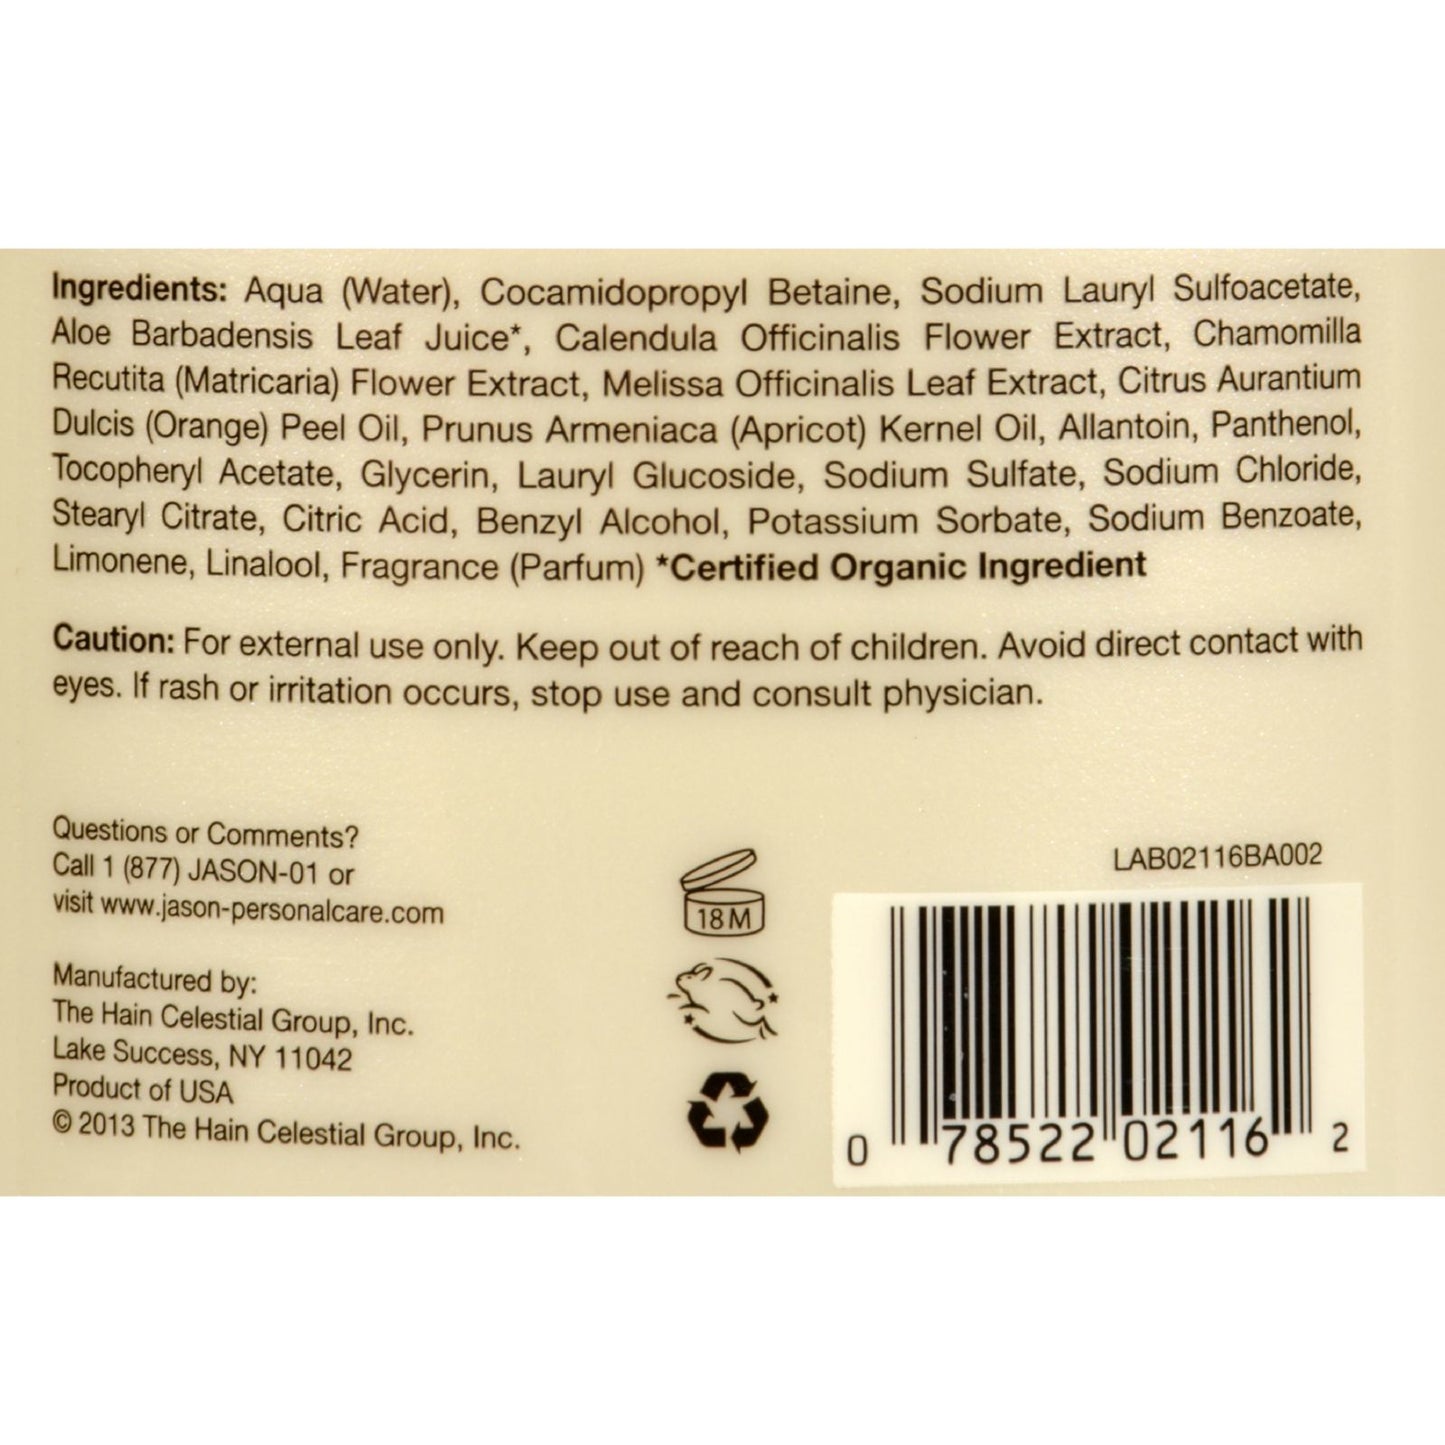 Ingredients: Aqua (Water), Cocamidopropyl Betaine, Sodium Lauryl Sulfoacetate,
Aloe Barbadensis Leaf Juice*, Calendula Officinalis Flower Extract, Chamomilla
Recutita (Matricaria) Flower Extract, Melissa Officinalis Leaf Extract, Citrus Aurantium
Dulcis (Orange) Peel Oil, Prunus Armeniaca (Apricot) Kernel Oil, Allantoin, Panthenol,
Tocopheryl Acetate, Glycerin, Lauryl Glucoside, Sodium Sulfate, Sodium Chloride,
Stearyl Citrate, Citric Acid, Benzyl Alcohol, Potassium Sorbate, Sodium Benzoate,
Limonene, Linalool, Fragrance (Parfum) *Certified Organic Ingredient
Caution: For external use only. Keep out of reach of children. Avoid direct contact with
eyes. If rash or irritation occurs, stop use and consult physician.
Questions or Comments?
Call 1 (877) JASON-01 or
visit www.jason-personalcare.com
Manufactured by:
The Hain Celestial Group, Inc.
Lake Success, NY 11042
Product of USA
© 2013 The Hain Celestial Group, Inc.
18M
LAB02116BA002
0 78522 02116 2